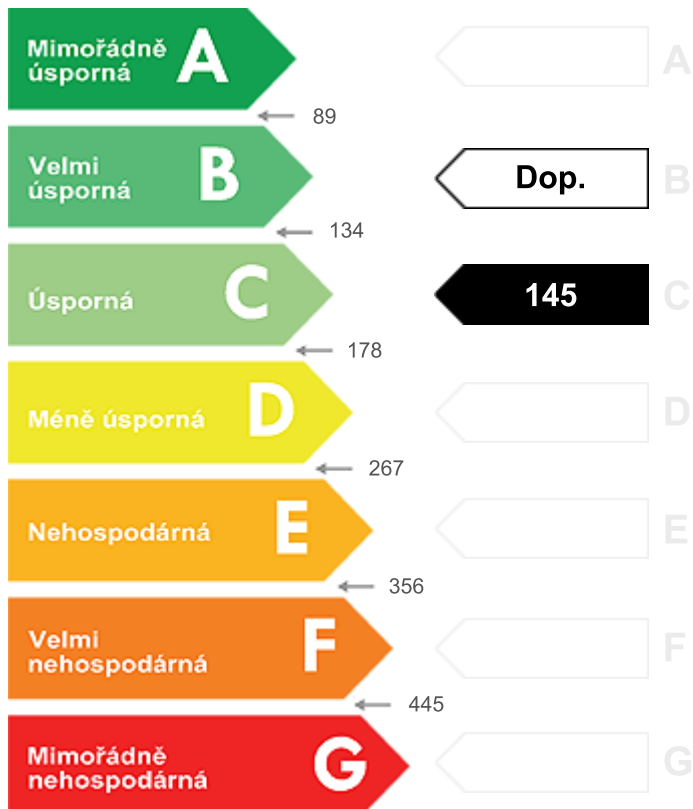 Mimořádně
úsporná A
A
89
Velmi
úsporná B
Dop. B
134
Úsporná C
145 C
178
Méně úsporná D
D
267
Nehospodárná E
E
356
Velmi
nehospodárná F
F
445
Mimořádně
nehospodárná G
G